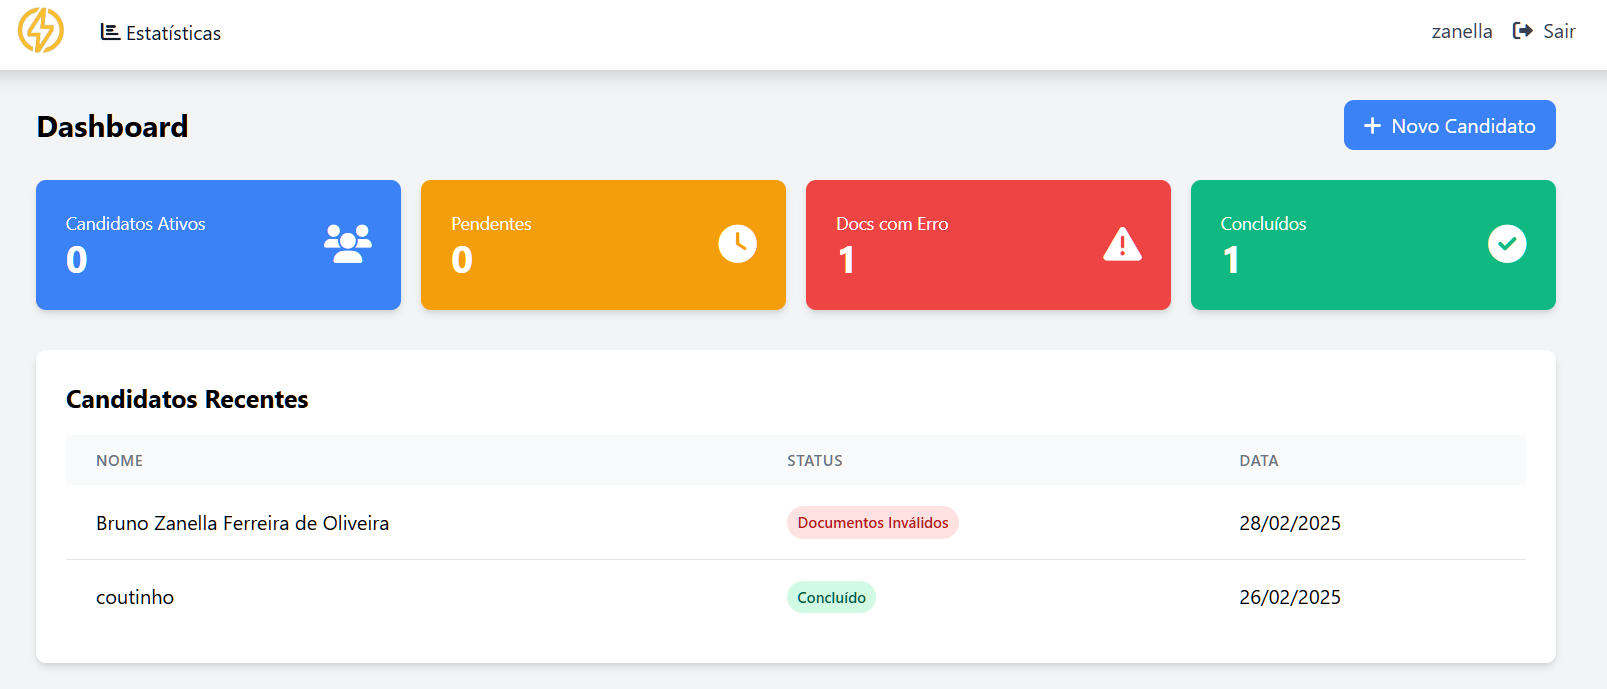 Estatísticas
zanella
Sair
Dashboard
Novo Candidato
Candidatos Ativos
0
Pendentes
0
Docs com Erro
1
Concluídos
1
Candidatos Recentes
NOME STATUS DATA
Bruno Zanella Ferreira de Oliveira Documentos Inválidos 28/02/2025
coutinho Concluído 26/02/2025